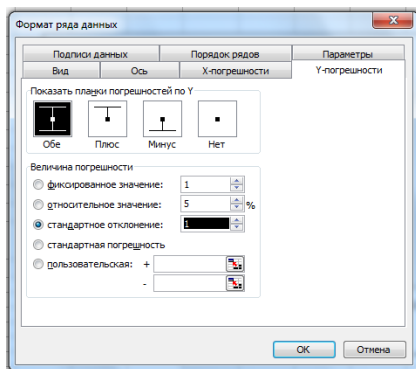 Формат ряда данных
Подписи данных Порядок рядов Параметры
Вид Ось X-погрешности Y-погрешности
Показать планки погрешностей по Y
Обе Плюс Минус Нет
Величина погрешности
фиксированное значение: 1
относительное значение: 5 %
стандартное отклонение: 1
стандартная погрешность
пользовательская: +
-
ОК Отмена